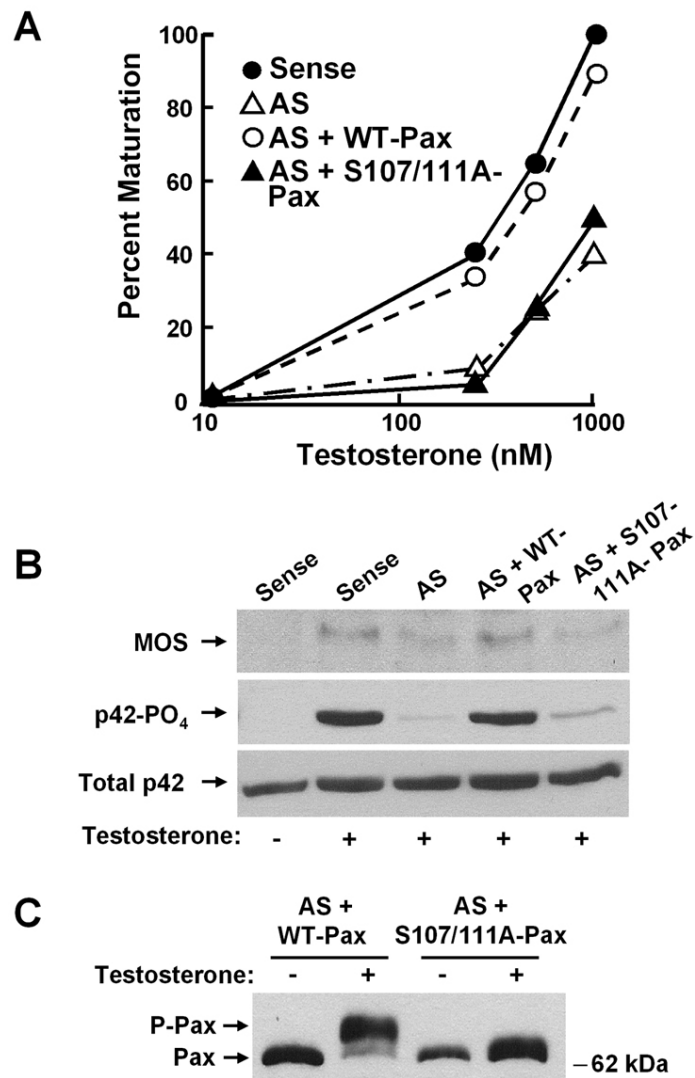 A
Percent Maturation
100
80
60
40
20
0
Sense
AS
AS + WT-Pax
AS + S107/111A-
Pax
10
100
1000
Testosterone (nM)
B
Sense
Sense
AS
AS + WT-
Pax
AS + S107-
111A- Pax
MOS
p42-PO₄
Total p42
Testosterone: - + + + +
C
AS +
WT-Pax
AS +
S107/111A-Pax
Testosterone: - + - +
P-Pax
Pax
62 kDa